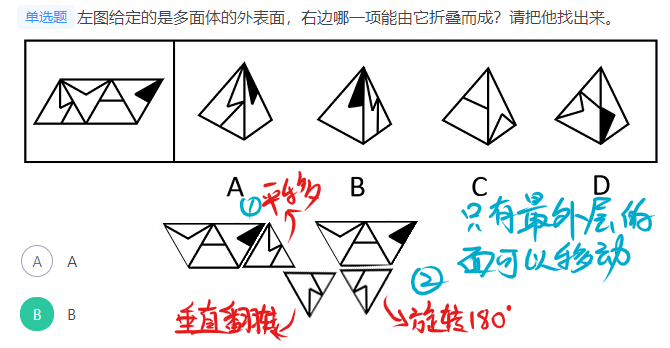 单选题 左图给定的是多面体的外表面，右边哪一项能由它折叠而成？请把他找出来。
A B C D
① 平移
只有最外层的
面可以移动
②
垂直翻转
旋转180°
A A
B B